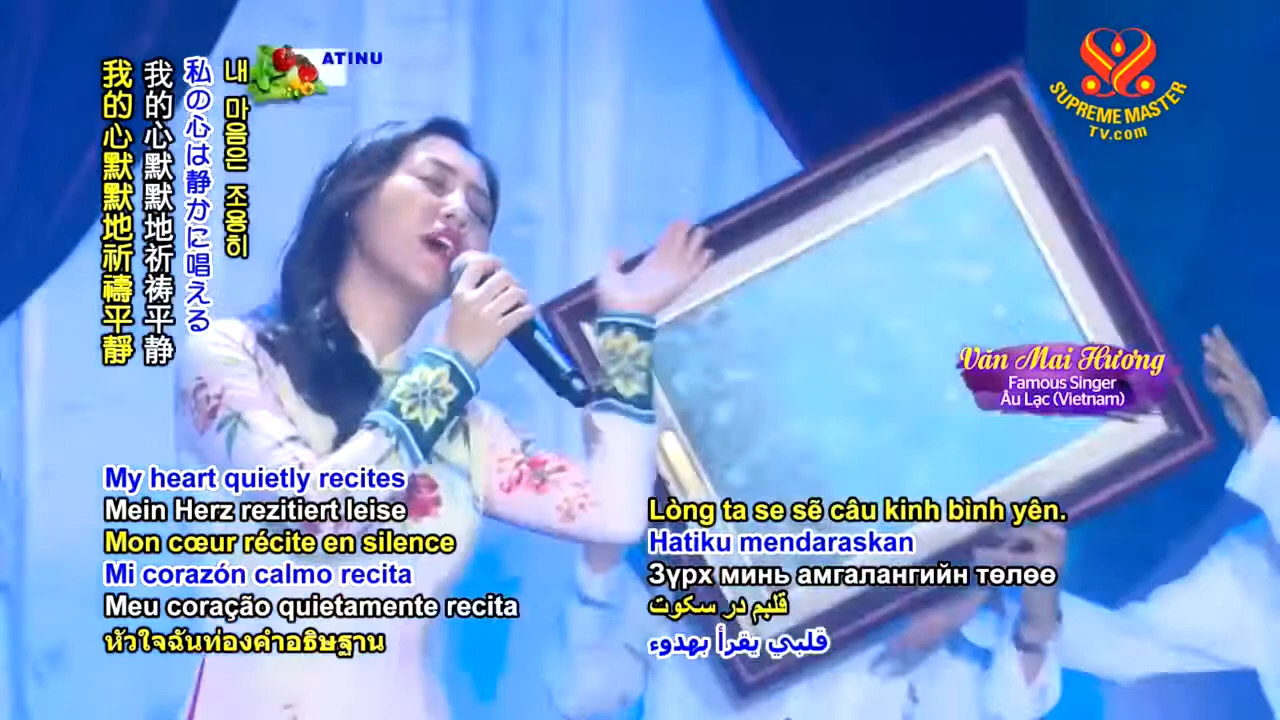 我的心默默地祈禱平靜
我的心默默地祈祷平静
私の心は静かに唱える
내 마음은 조용히
ATINU
SUPREME MASTER
TV.com
Văn Mai Hương
Famous Singer
Âu Lạc (Vietnam)
My heart quietly recites
Mein Herz rezitiert leise
Mon cœur récite en silence
Mi corazón calmo recita
Meu coração quietamente recita
หัวใจฉันท่องคำอธิษฐาน
Lòng ta se sẽ câu kinh bình yên.
Hatiku mendaraskan
Зүрх минь амгалангийн төлөө
قلبم در سکوت
قلبي يقرأ بهدوء